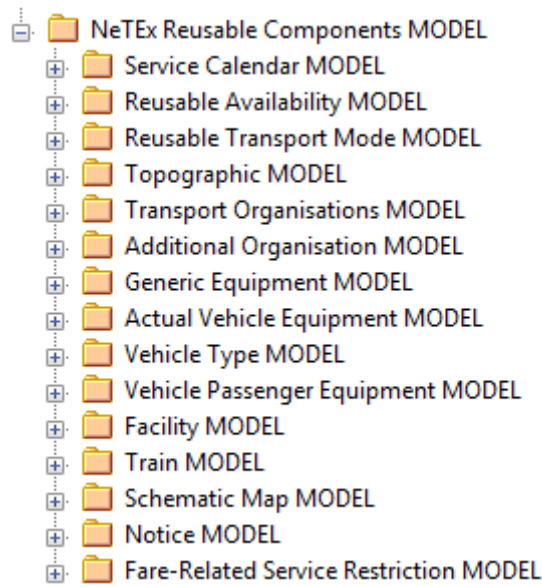 NeTEx Reusable Components MODEL
Service Calendar MODEL
Reusable Availability MODEL
Reusable Transport Mode MODEL
Topographic MODEL
Transport Organisations MODEL
Additional Organisation MODEL
Generic Equipment MODEL
Actual Vehicle Equipment MODEL
Vehicle Type MODEL
Vehicle Passenger Equipment MODEL
Facility MODEL
Train MODEL
Schematic Map MODEL
Notice MODEL
Fare-Related Service Restriction MODEL